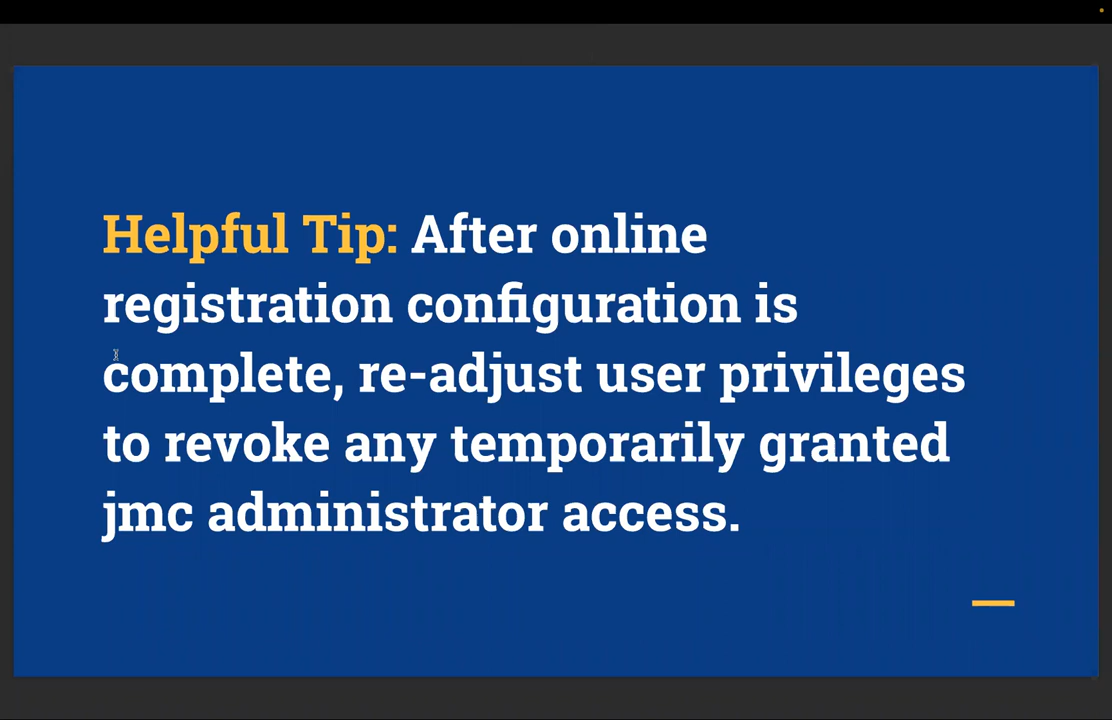 Helpful Tip: After online
registration configuration is
complete, re-adjust user privileges
to revoke any temporarily granted
jmc administrator access.